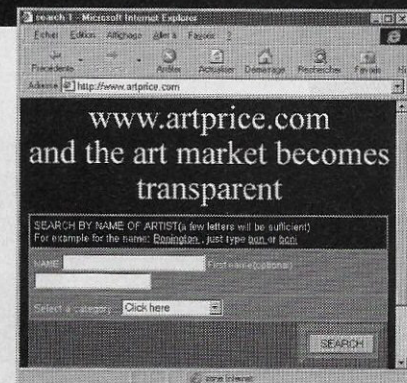 search 1 - Microsoft Internet Explorer
Fichier Edition Affichage Aller à Favoris ?
Précédente Arrêter Actualiser Démarrage Rechercher Favoris
Adresse http://www.artprice.com
www.artprice.com
and the art market becomes
transparent
SEARCH BY NAME OF ARTIST(a few letters will be sufficient)
For example for the name: Bonington , just type bon or boni
NAME First name(optional)
Select a category Click here
SEARCH
zone Internet